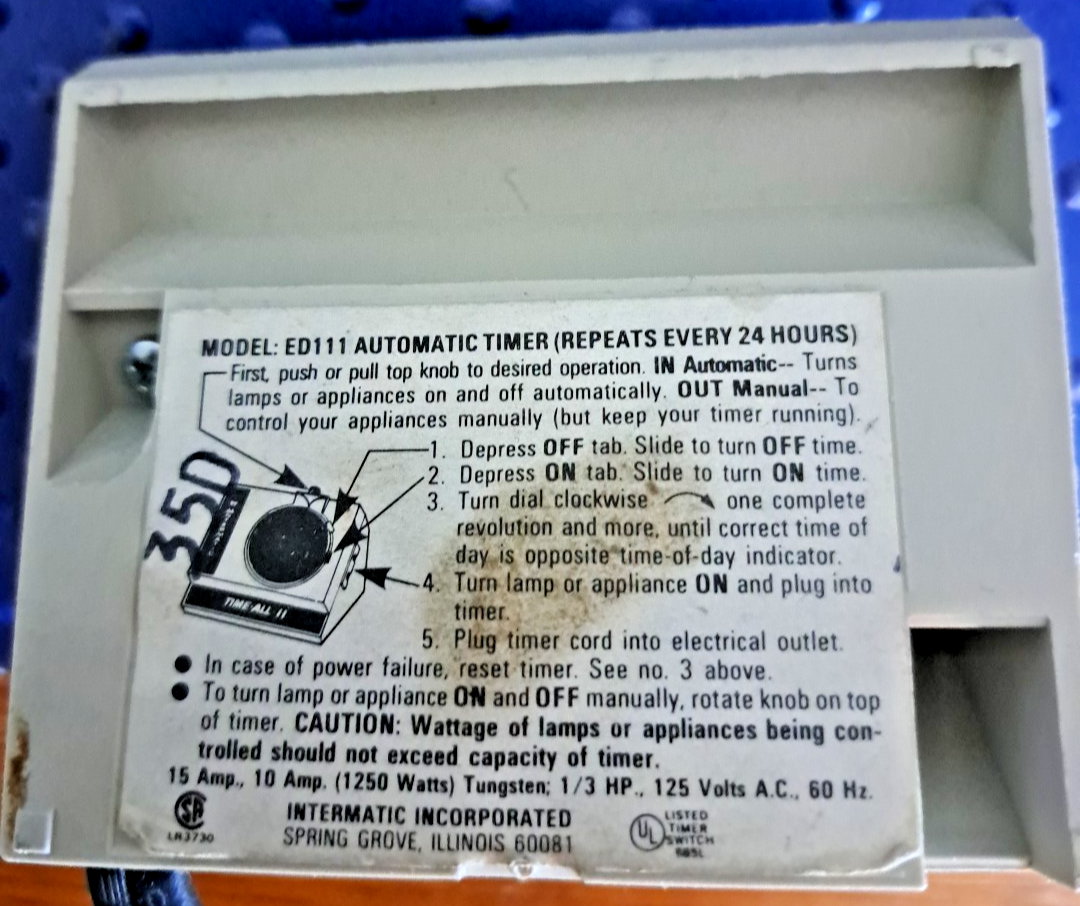 MODEL: ED111 AUTOMATIC TIMER (REPEATS EVERY 24 HOURS)
First, push or pull top knob to desired operation. IN Automatic-- Turns
lamps or appliances on and off automatically. OUT Manual-- To
control your appliances manually (but keep your timer running).
1. Depress OFF tab. Slide to turn OFF time.
2. Depress ON tab. Slide to turn ON time.
3. Turn dial clockwise one complete
revolution and more, until correct time of
day is opposite time-of-day indicator.
4. Turn lamp or appliance ON and plug into
timer.
5. Plug timer cord into electrical outlet.
35D
TIME-ALL II
● In case of power failure, reset timer. See no. 3 above.
● To turn lamp or appliance ON and OFF manually, rotate knob on top
of timer. CAUTION: Wattage of lamps or appliances being con-
trolled should not exceed capacity of timer.
15 Amp., 10 Amp. (1250 Watts) Tungsten; 1/3 HP., 125 Volts A.C., 60 Hz.
SA
LR3730
INTERMATIC INCORPORATED
SPRING GROVE, ILLINOIS 60081
UL
LISTED
TIMER
SWITCH